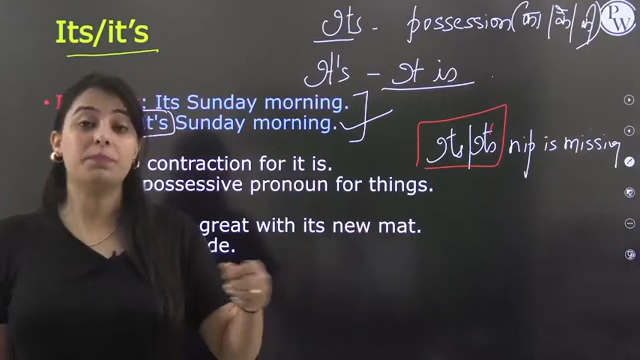 Its/it's
Its - possession (का/के/की)
It's - It is
PW
: Its Sunday morning.
t's Sunday morning.
Its/It's nip is missing
contraction for it is.
possessive pronoun for things.
great with its new mat.
de.